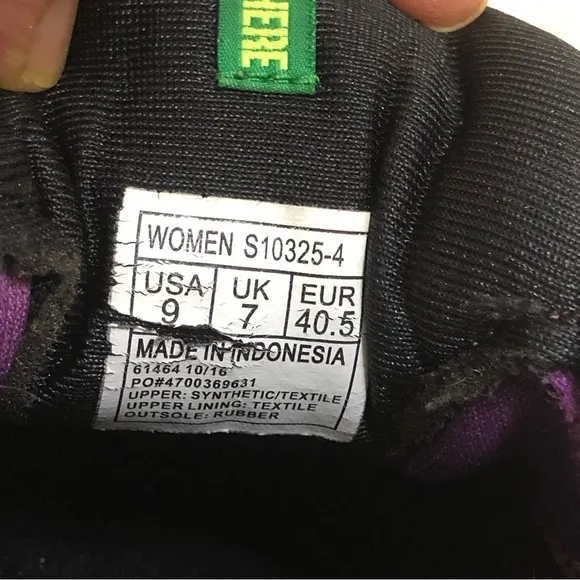 HERE
WOMEN S10325-4
USA UK EUR
9 7 40.5
MADE IN INDONESIA
61464 10/16
PO#4700369631
UPPER: SYNTHETIC/TEXTILE
UPPER LINING: TEXTILE
OUTSOLE: RUBBER